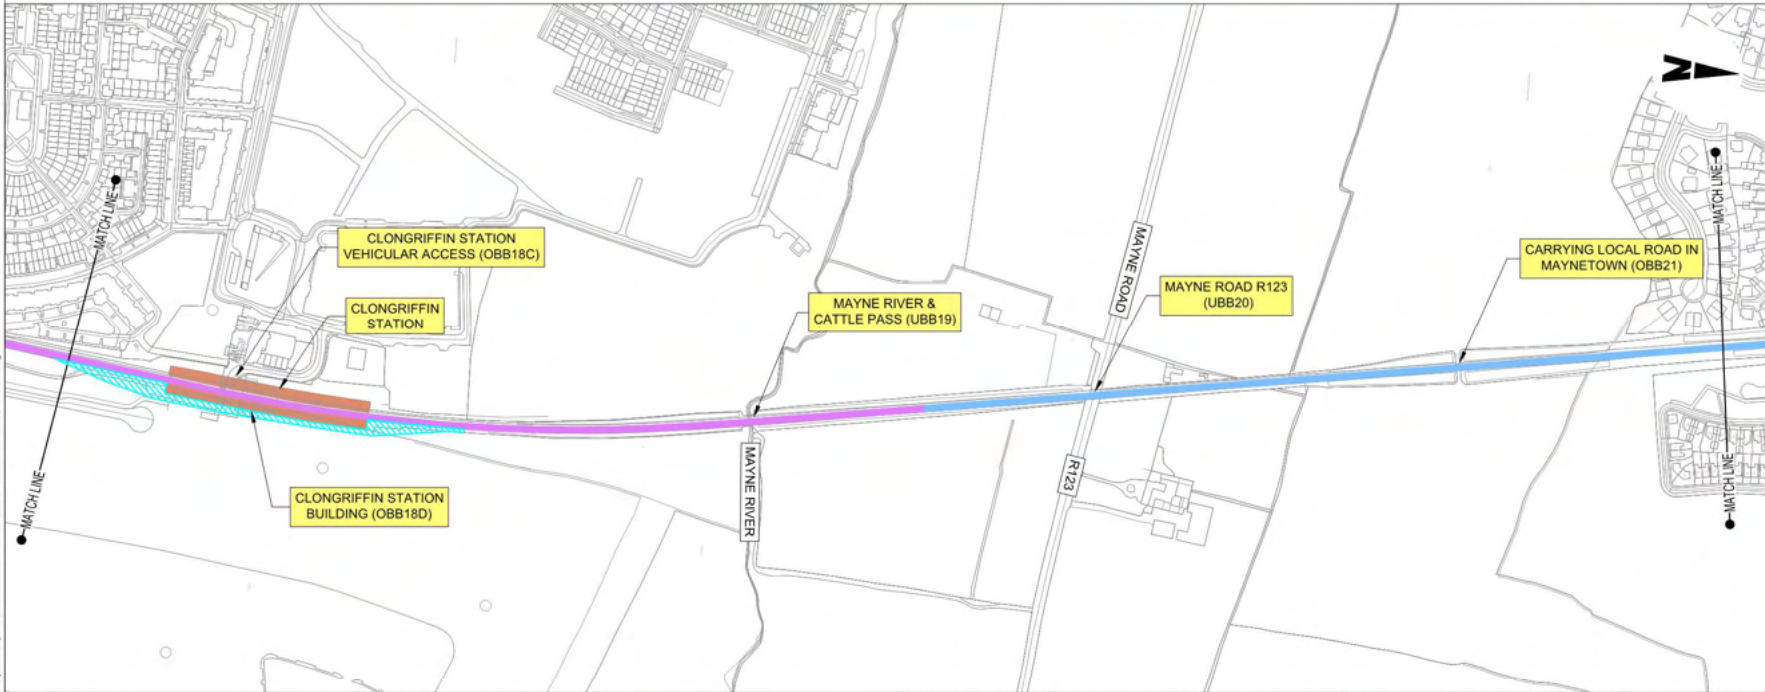 N
MATCH LINE
MATCH LINE
CLONGRIFFIN STATION
VEHICULAR ACCESS (OBB18C)
CLONGRIFFIN
STATION
CLONGRIFFIN STATION
BUILDING (OBB18D)
MAYNE RIVER &
CATTLE PASS (UBB19)
MAYNE RIVER
MAYNE ROAD
MAYNE ROAD R123
(UBB20)
R123
CARRYING LOCAL ROAD IN
MAYNETOWN (OBB21)
MATCH LINE
MATCH LINE